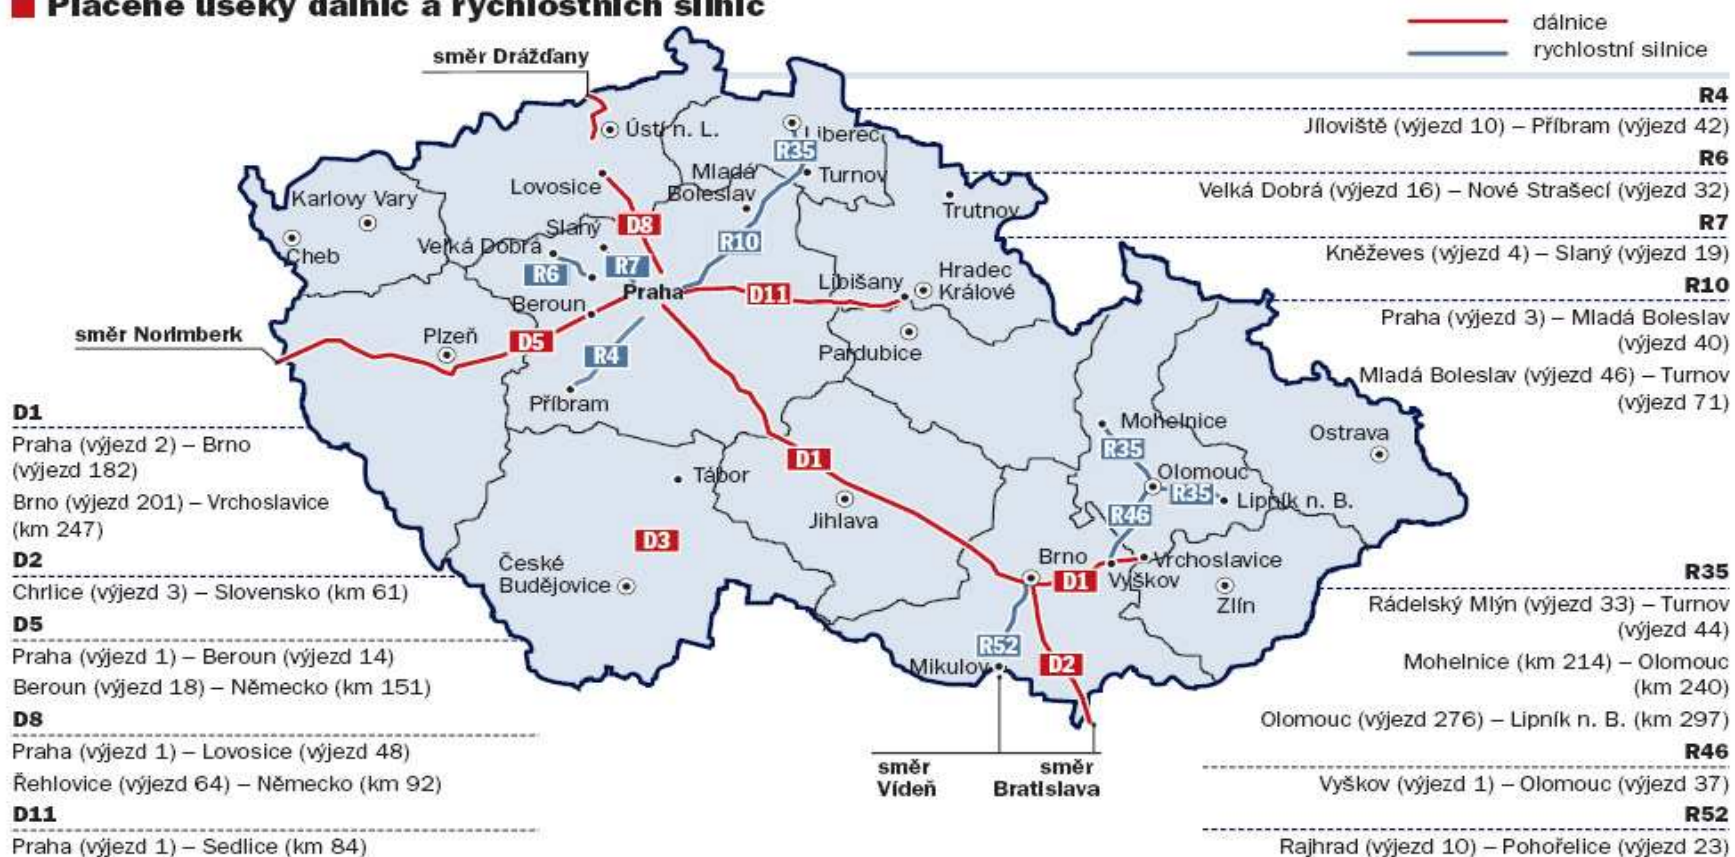 Placené úseky dálnic a rychlostních silnic
dálnice
rychlostní silnice
směr Drážďany
Ústí n. L.
Liberec
R35
Lovosice
Mladá
Boleslav
Turnov
Karlovy Vary
Trutnov
Cheb
Slaný
D8
Velká Dobrá
R10
R6
R7
Praha
D11
Libišany
Hradec
Králové
Beroun
směr Norimberk
Plzeň
D5
R4
Pardubice
Příbram
Mohelnice
Ostrava
R35
D1
Tábor
Olomouc
R35
Lipník n. B.
Jihlava
R46
D3
Brno
Vrchoslavice
České
Budějovice
D1
Vyškov
Zlín
R52
Mikulov
D2
směr
Vídeň
směr
Bratislava
D1
Praha (výjezd 2) – Brno
(výjezd 182)
Brno (výjezd 201) – Vrchoslavice
(km 247)
D2
Chrlice (výjezd 3) – Slovensko (km 61)
D5
Praha (výjezd 1) – Beroun (výjezd 14)
Beroun (výjezd 18) – Německo (km 151)
D8
Praha (výjezd 1) – Lovosice (výjezd 48)
Řehlovice (výjezd 64) – Německo (km 92)
D11
Praha (výjezd 1) – Sedlice (km 84)
R4
Jíloviště (výjezd 10) – Příbram (výjezd 42)
R6
Velká Dobrá (výjezd 16) – Nové Strašecí (výjezd 32)
R7
Kněževes (výjezd 4) – Slaný (výjezd 19)
R10
Praha (výjezd 3) – Mladá Boleslav
(výjezd 40)
Mladá Boleslav (výjezd 46) – Turnov
(výjezd 71)
R35
Rádelský Mlýn (výjezd 33) – Turnov
(výjezd 44)
Mohelnice (km 214) – Olomouc
(km 240)
Olomouc (výjezd 276) – Lipník n. B. (km 297)
R46
Vyškov (výjezd 1) – Olomouc (výjezd 37)
R52
Rajhrad (výjezd 10) – Pohořelice (výjezd 23)